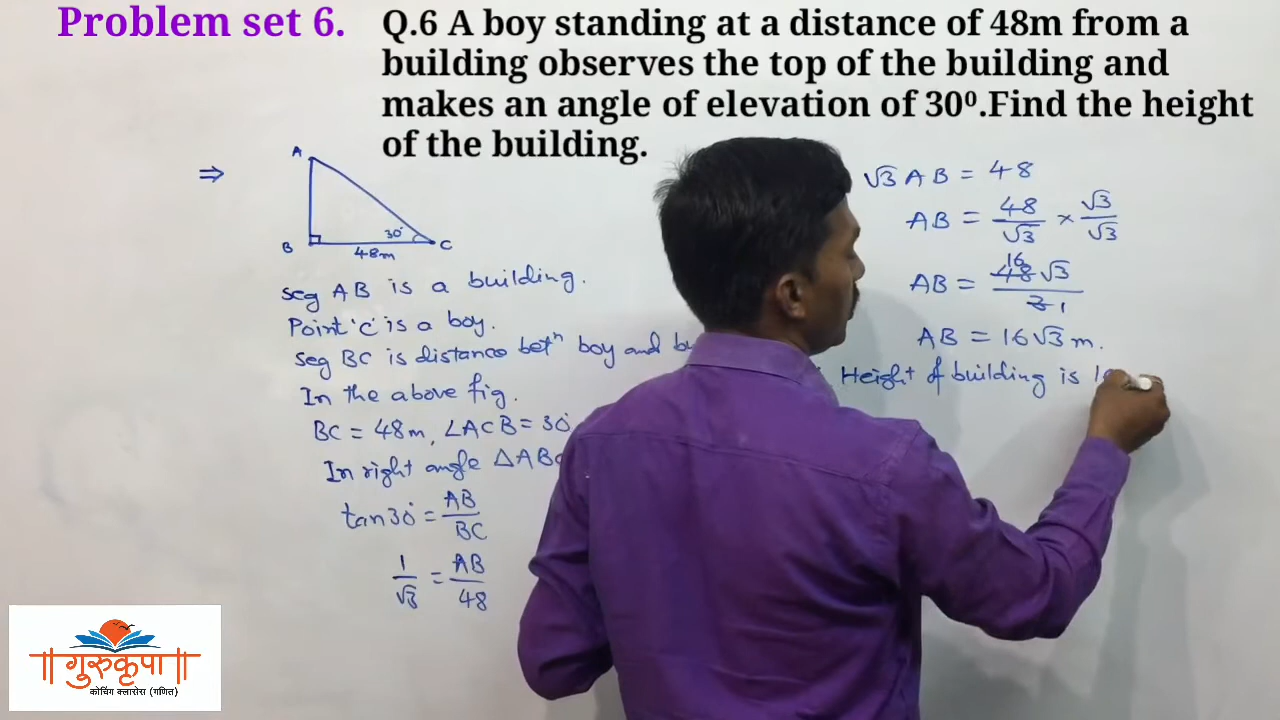 Problem set 6.
Q.6 A boy standing at a distance of 48m from a
building observes the top of the building and
makes an angle of elevation of 30⁰.Find the height
of the building.
⇒
A
B
30°
C
48m
seg AB is a building.
Point 'C' is a boy.
seg BC is distance betⁿ boy and
In the above fig.
BC = 48m, ∠ACB = 30°
In right angle △ABC
tan30° = AB/BC
1/√3 = AB/48
√3 AB = 48
AB = 48/√3 × √3/√3
AB = 48√3/3
16
1
AB = 16√3 m.
Height of building is
गुरुकृपा
कोचिंग क्लासेस (गणित)